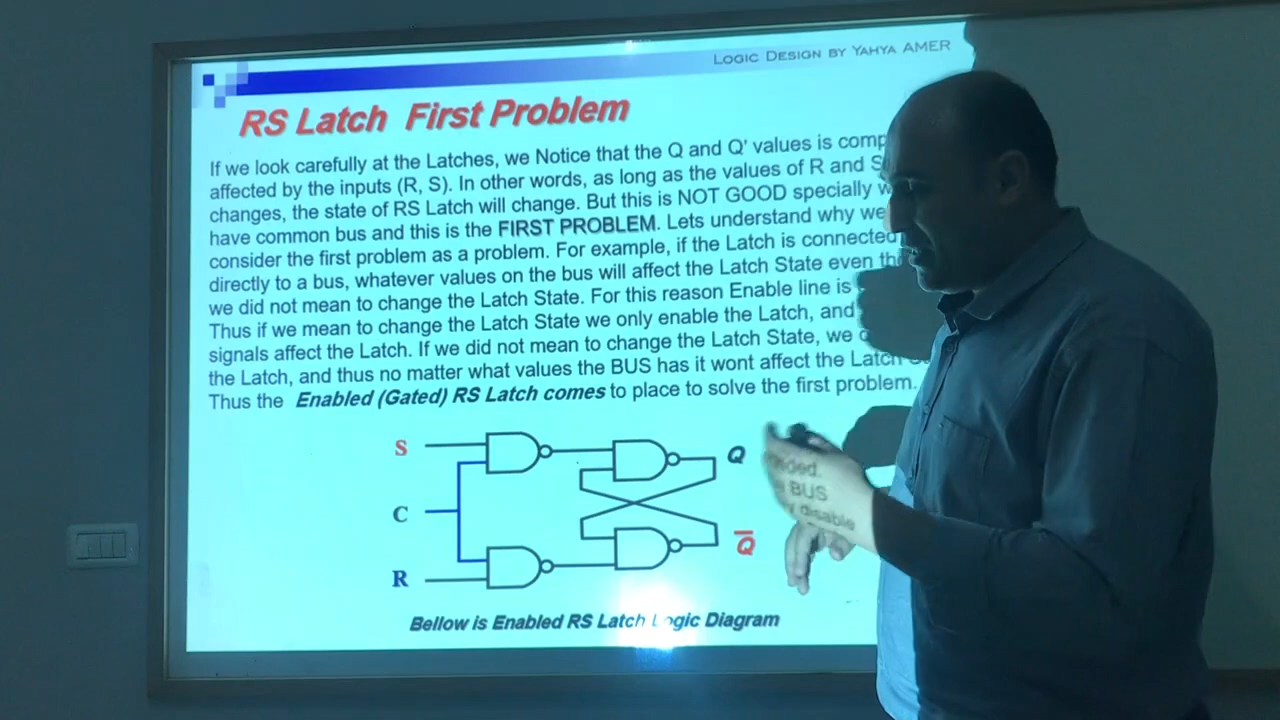 LOGIC DESIGN BY YAHYA AMER
RS Latch First Problem
If we look carefully at the Latches, we Notice that the Q and Q' values is
affected by the inputs (R, S). In other words, as long as the values of R and S
changes, the state of RS Latch will change. But this is NOT GOOD specially
have common bus and this is the FIRST PROBLEM. Lets understand why we
consider the first problem as a problem. For example, if the Latch is connected
directly to a bus, whatever values on the bus will affect the Latch State even
we did not mean to change the Latch State. For this reason Enable line is
Thus if we mean to change the Latch State we only enable the Latch, and
signals affect the Latch. If we did not mean to change the Latch State, we
the Latch, and thus no matter what values the BUS has it wont affect the Latch
Thus the Enabled (Gated) RS Latch comes to place to solve the first problem.
S
Q
BUS
disable
C
Q̅
R
Bellow is Enabled RS Latch Logic Diagram